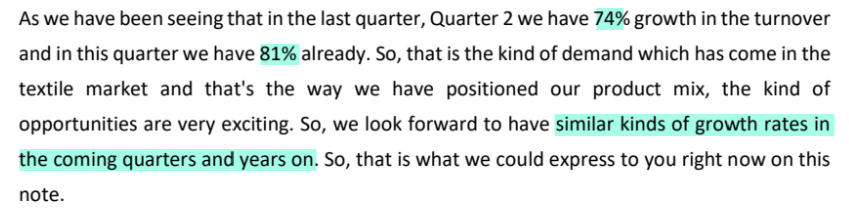 As we have been seeing that in the last quarter, Quarter 2 we have 74% growth in the turnover
and in this quarter we have 81% already. So, that is the kind of demand which has come in the
textile market and that's the way we have positioned our product mix, the kind of
opportunities are very exciting. So, we look forward to have similar kinds of growth rates in
the coming quarters and years on. So, that is what we could express to you right now on this
note.